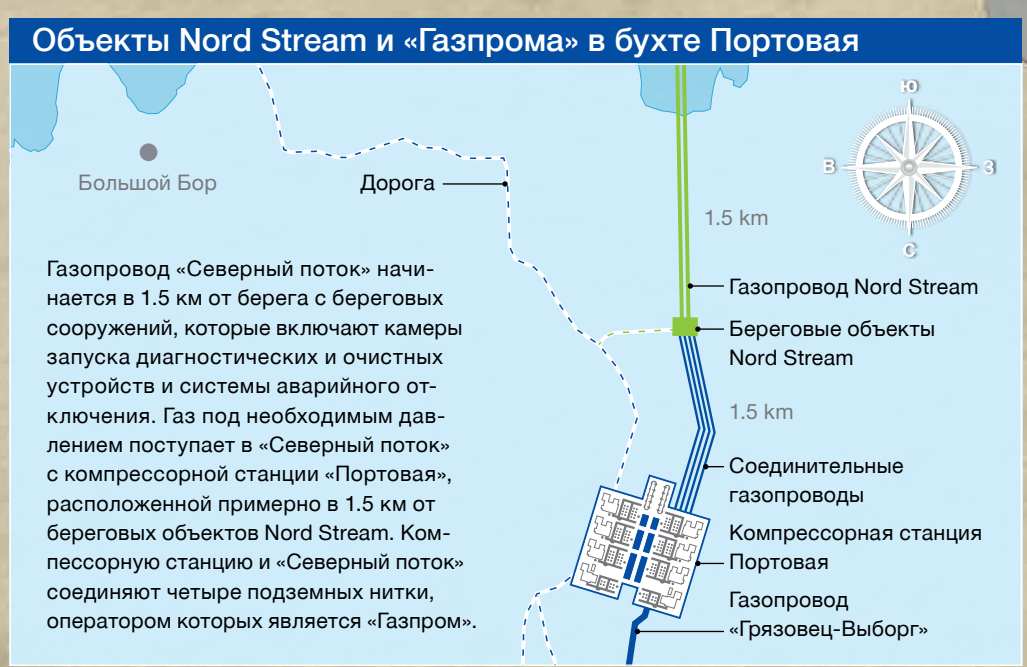 Объекты Nord Stream и «Газпрома» в бухте Портовая
Ю
В
З
С
Большой Бор
Дорога
1.5 km
Газопровод «Северный поток» начи-
нается в 1.5 км от берега с береговых
сооружений, которые включают камеры
запуска диагностических и очистных
устройств и системы аварийного от-
ключения. Газ под необходимым дав-
лением поступает в «Северный поток»
с компрессорной станции «Портовая»,
расположенной примерно в 1.5 км от
береговых объектов Nord Stream. Ком-
пессорную станцию и «Северный поток»
соединяют четыре подземных нитки,
оператором которых является «Газпром».
Газопровод Nord Stream
Береговые объекты
Nord Stream
1.5 km
Соединительные
газопроводы
Компрессорная станция
Портовая
Газопровод
«Грязовец-Выборг»